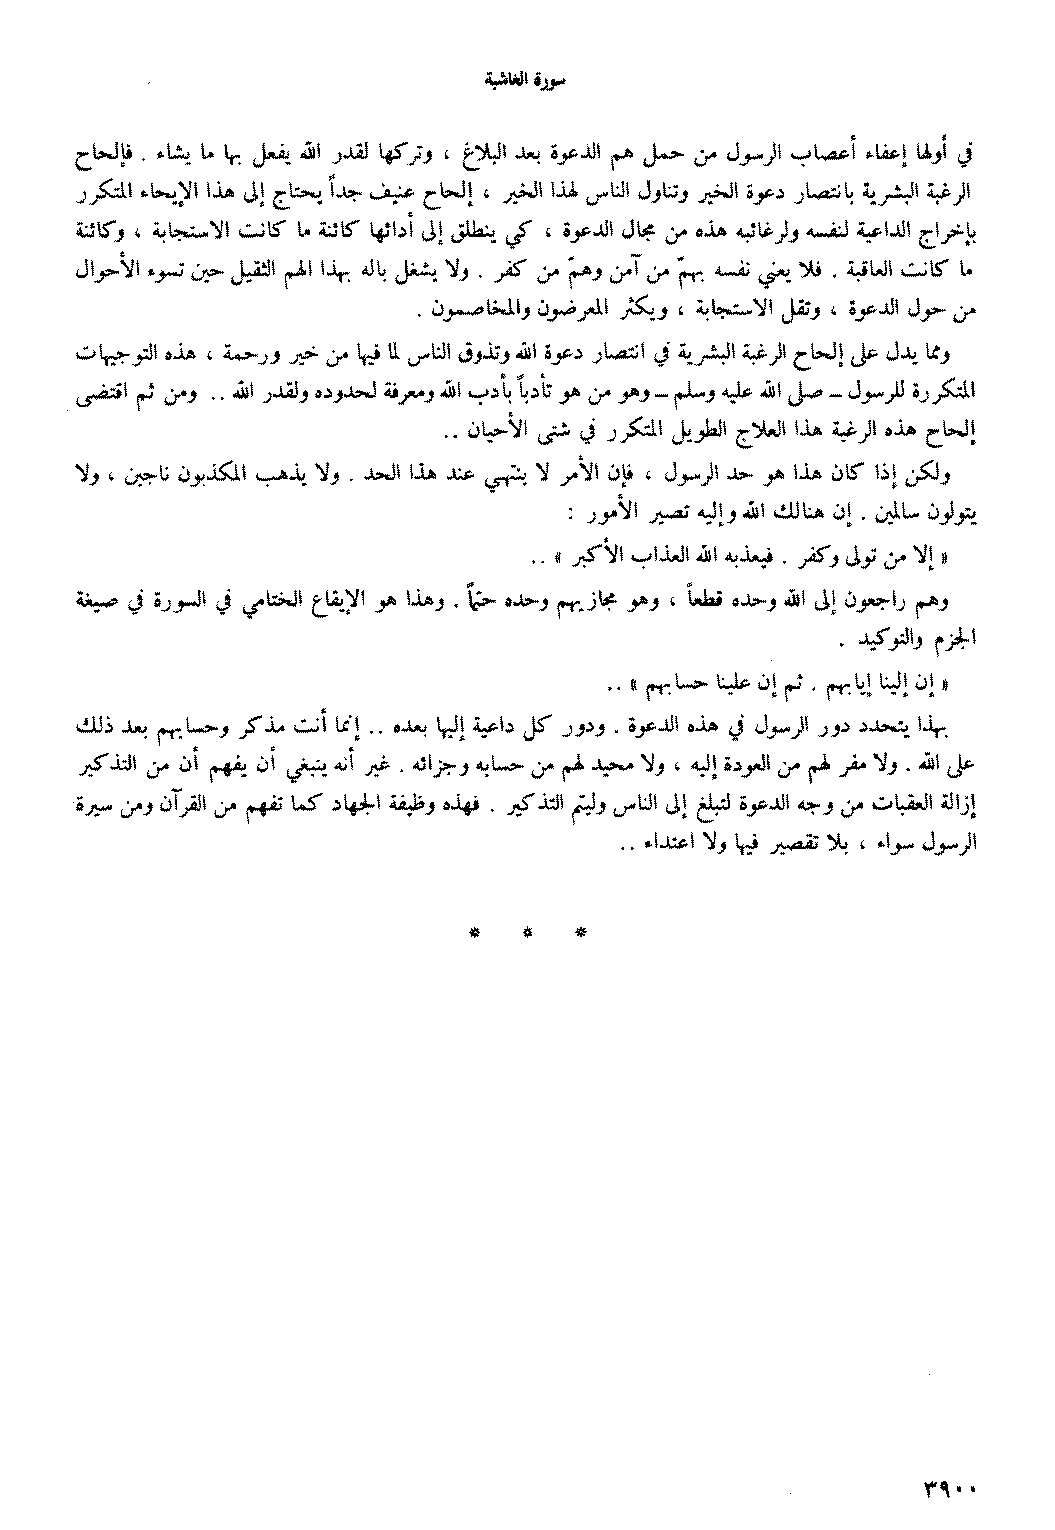 سورة الغاشية
في أولها إعفاء أعصاب الرسول من حمل هم الدعوة بعد البلاغ ، وتركها لقدر الله يفعل بها ما يشاء . فإلحاح
الرغبة البشرية بانتصار دعوة الخير وتناول الناس لهذا الخير ، إلحاح عنيف جداً يحتاج إلى هذا الإيحاء المتكرر
بإخراج الداعية لنفسه ولرغائبه هذه من مجال الدعوة ، كي ينطلق إلى أدائها كائنة ما كانت الاستجابة ، وكائنة
ما كانت العاقبة . فلا يعني نفسه بهمّ من آمن وهمّ من كفر . ولا يشغل باله بهذا الهم الثقيل حين تسوء الأحوال
من حول الدعوة ، وتقل الاستجابة ، ويكثر المعرضون والمخاصمون .
ومما يدل على إلحاح الرغبة البشرية في انتصار دعوة الله وتذوق الناس لما فيها من خير ورحمة ، هذه التوجيهات
المتكررة للرسول – صلى الله عليه وسلم – وهو من هو تأدباً بأدب الله ومعرفة لحدوده ولقدر الله .. ومن ثم اقتضى
إلحاح هذه الرغبة هذا العلاج الطويل المتكرر في شتى الأحيان ..
ولكن إذا كان هذا هو حد الرسول ، فإن الأمر لا ينتهي عند هذا الحد . ولا يذهب المكذبون ناجين ، ولا
يتولون سالمين . إن هنالك الله وإليه تصير الأمور :
« إلا من تولى وكفر . فيعذبه الله العذاب الأكبر » ..
وهم راجعون إلى الله وحده قطعاً ، وهو مجازيهم وحده حتماً . وهذا هو الإيقاع الختامي في السورة في صيغة
الجزم والتوكيد .
« إن إلينا إيابهم . ثم إن علينا حسابهم » ..
بهذا يتحدد دور الرسول في هذه الدعوة . ودور كل داعية إليها بعده .. إنما أنت مذكر وحسابهم بعد ذلك
على الله . ولا مفر لهم من العودة إليه ، ولا محيد لهم من حسابه وجزائه . غير أنه ينبغي أن يفهم أن من التذكير
إزالة العقبات من وجه الدعوة لتبلغ إلى الناس وليتم التذكير . فهذه وظيفة الجهاد كما تفهم من القرآن ومن سيرة
الرسول سواء ، بلا تقصير فيها ولا اعتداء ..
* * *
٣٩٠٠